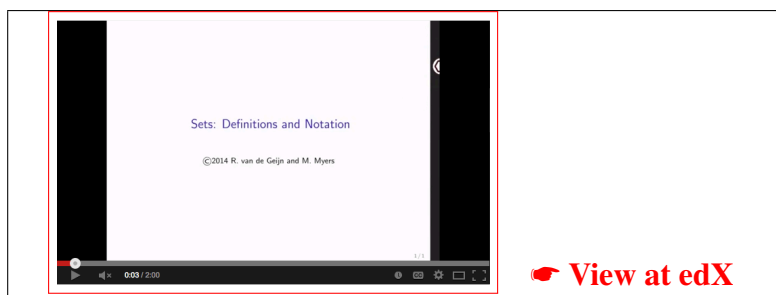 Sets: Definitions and Notation
©2014 R. van de Geijn and M. Myers
1/1
0:03 / 2:00
CC
☛ View at edX